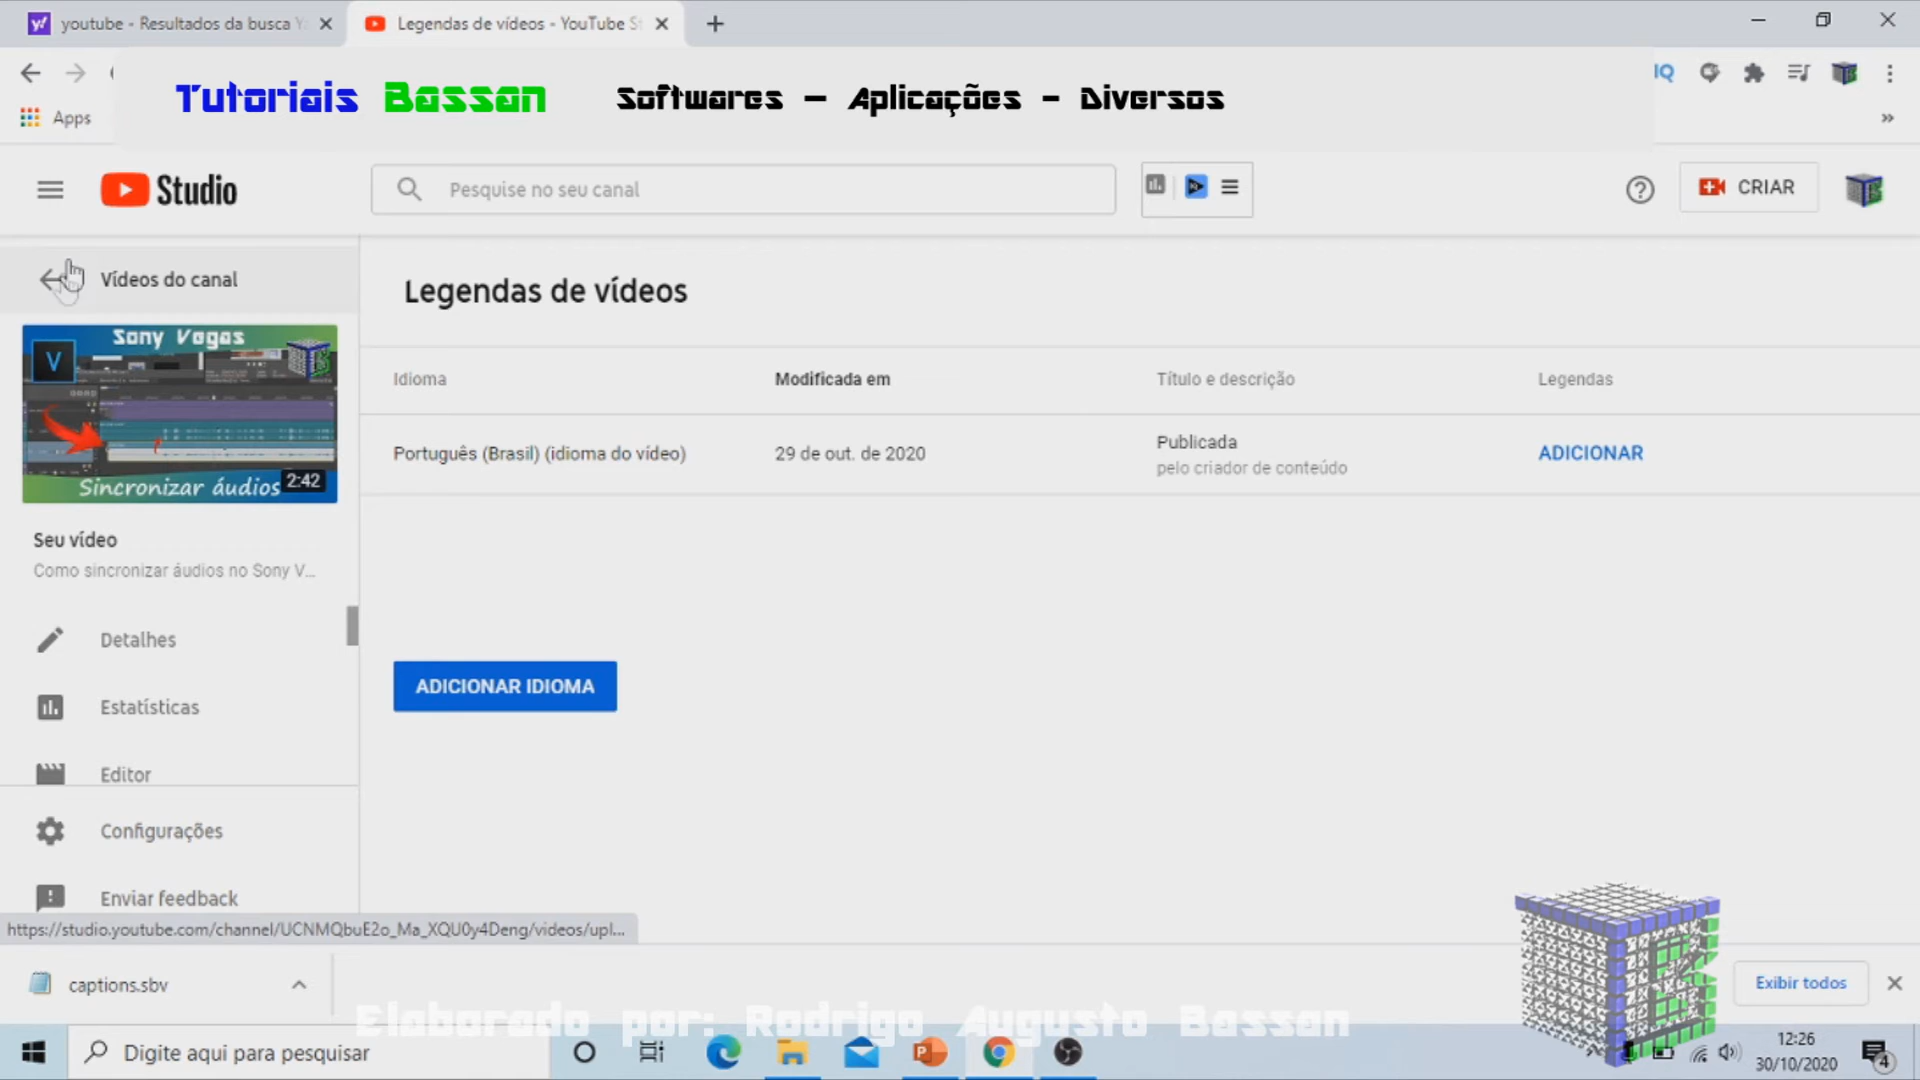 youtube - Resultados da busca Y
Legendas de vídeos - YouTube S
Tutoriais Bassan
Softwares - Aplicações - Diversos
IQ
Apps
»
Studio
Pesquise no seu canal
CRIAR
Vídeos do canal
Legendas de vídeos
Sony Vegas
V
Sincronizar áudios
2:42
Idioma
Modificada em
Título e descrição
Legendas
Português (Brasil) (idioma do vídeo)
29 de out. de 2020
Publicada
pelo criador de conteúdo
ADICIONAR
Seu vídeo
Como sincronizar áudios no Sony V...
Detalhes
Estatísticas
Editor
ADICIONAR IDIOMA
Configurações
Enviar feedback
https://studio.youtube.com/channel/UCNMQbuE2o_Ma_XQU0y4Deng/videos/upl...
captions.sbv
Exibir todos
Elaborado por: Rodrigo Augusto Bassan
Digite aqui para pesquisar
12:26
30/10/2020
4